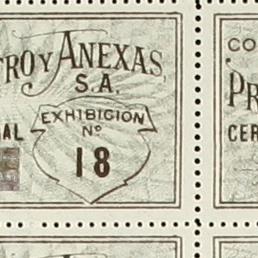 TRO Y ANEXAS,
S.A.
AL
EXHIBICION
Nº
18
CO
PR
CER